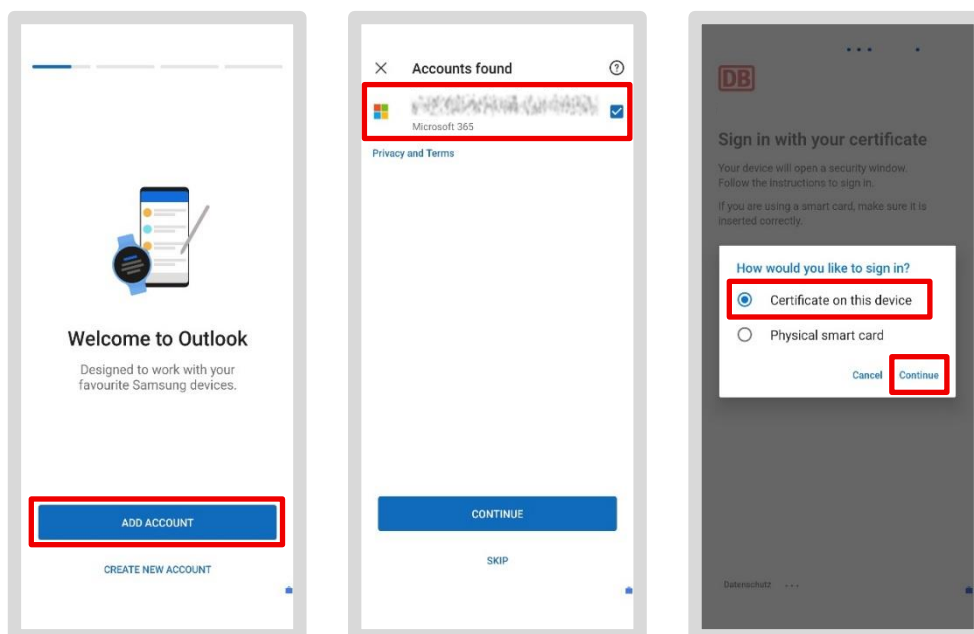 Welcome to Outlook
Designed to work with your
favourite Samsung devices.
ADD ACCOUNT
CREATE NEW ACCOUNT
Accounts found
Microsoft 365
Privacy and Terms
CONTINUE
SKIP
DB
Sign in with your certificate
Your device will open a security window.
Follow the instructions to sign in.
If you are using a smart card, make sure it is
inserted correctly.
How would you like to sign in?
Certificate on this device
Physical smart card
Cancel Continue
Datenschutz ...